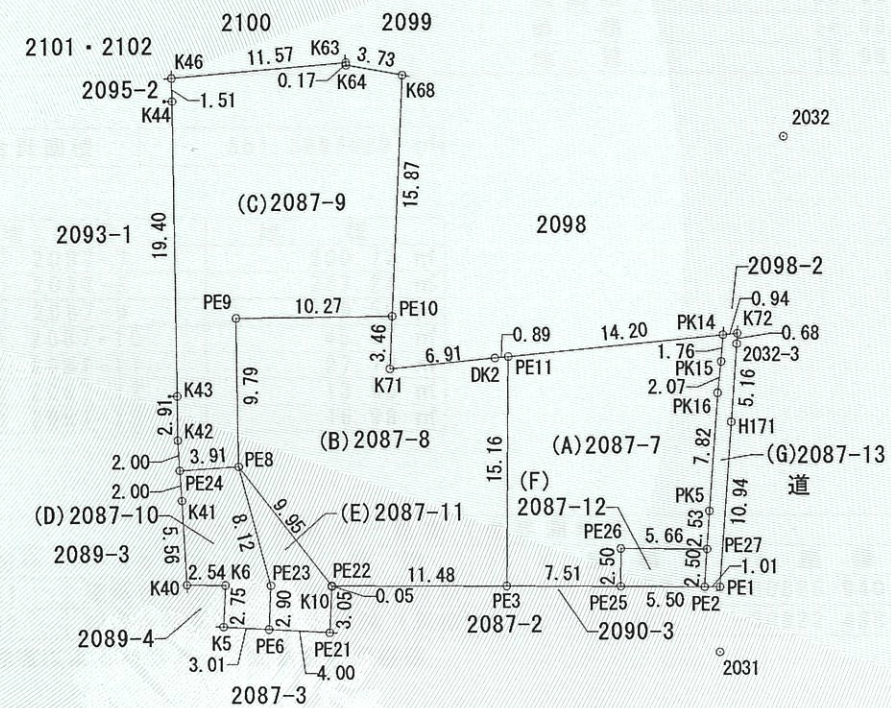 2100
2099
2101・2102
K46
11.57
K63
3.73
0.17
K64
K68
2095-2
1.51
K44
2032
19.40
15.87
(C)2087-9
2093-1
2098
2098-2
PE9
10.27
PE10
0.94
PK14
K72
0.89
14.20
0.68
3.46
1.76
2032-3
6.91
DK2
PE11
PK15
K71
2.07
5.16
K43
9.79
PK16
2.91
H171
K42
(B)2087-8
(A)2087-7
7.82
(G)2087-13
2.00
3.91
PE8
道
15.16
PE24
(F)
2.00
2087-12
PK5
10.94
K41
9.95
(D)2087-10
(E)2087-11
2.53
8.12
PE26
5.66
PE27
2089-3
5.56
2.50
2.50
2.54
K6
PE23
PE22
11.48
7.51
1.01
K40
K10
0.05
PE3
PE25
5.50
PE2
PE1
2.75
2.90
3.05
2087-2
2090-3
2089-4
K5
PE6
PE21
3.01
4.00
2031
2087-3